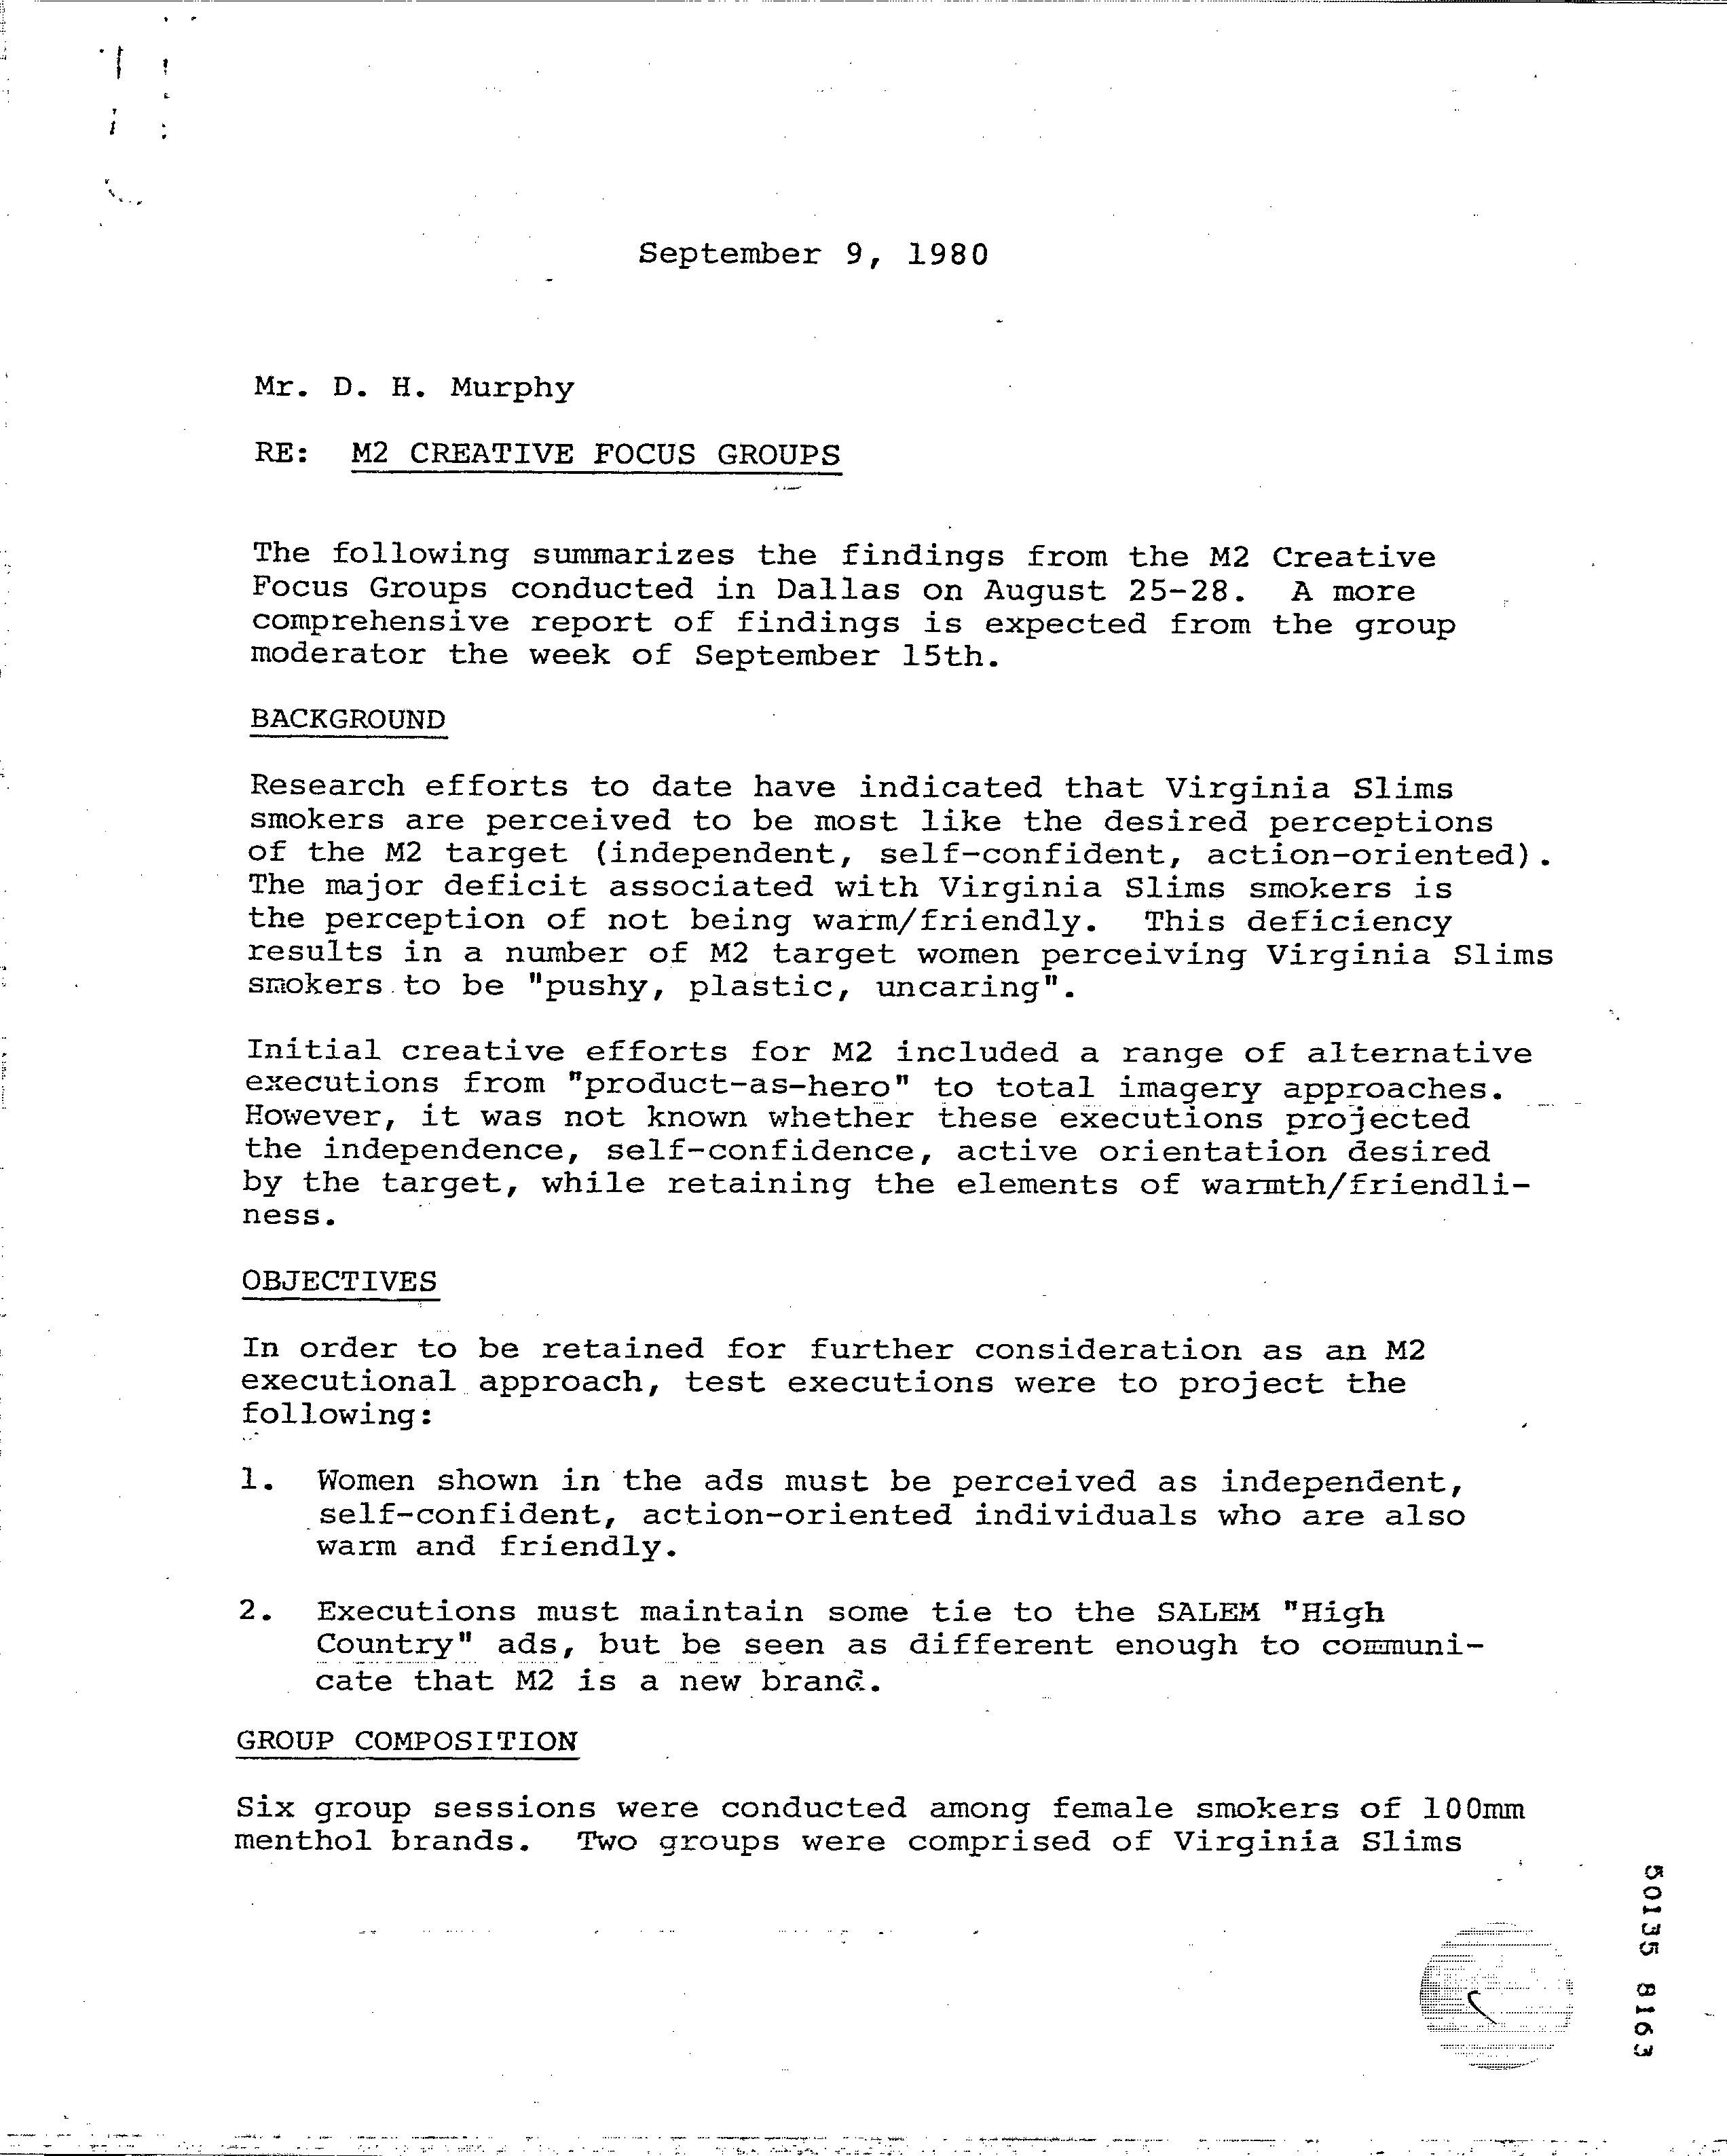 September 9, 1980
Mr. D. H. Murphy
RE: M2 CREATIVE FOCUS GROUPS
The following summarizes the findings from the M2 Creative
Focus Groups conducted in Dallas on August 25-28. A more
comprehensive report of findings is expected from the group
moderator the week of September 15th.
BACKGROUND
Research efforts to date have indicated that Virginia Slims
smokers are perceived to be most like the desired perceptions
of the M2 target (independent, self-confident, action-oriented).
The major deficit associated with Virginia Slims smokers is
the perception of not being warm/friendly. This deficiency
results in a number of M2 target women perceiving Virginia Slims
smokers to be "pushy, plastic, uncaring".
Initial creative efforts for M2 included a range of alternative
executions from "product-as-hero" to total imagery approaches.
However, it was not known whether these executions projected
the independence, self-confidence, active orientation desired
by the target, while retaining the elements of warmth/friendli-
ness.
OBJECTIVES
In order to be retained for further consideration as an M2
executional approach, test executions were to project the
following:
1. Women shown in the ads must be perceived as independent,
self-confident, action-oriented individuals who are also
warm and friendly.
2. Executions must maintain some tie to the SALEM "High
Country" ads, but be seen as different enough to communi-
cate that M2 is a new brand.
GROUP COMPOSITION
Six group sessions were conducted among female smokers of 100mm
menthol brands. Two groups were comprised of Virginia Slims
50135 8163